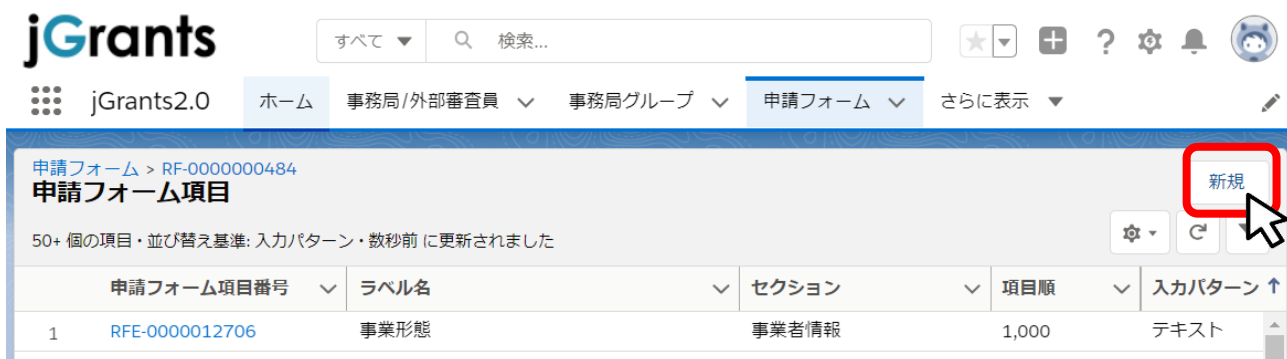 jGrants
すべて ▼ 検索...
jGrants2.0 ホーム 事務局/外部審査員 事務局グループ 申請フォーム さらに表示 ▼
申請フォーム > RF-0000000484
申請フォーム項目
新規
50+ 個の項目・並び替え基準: 入力パターン・数秒前 に更新されました
申請フォーム項目番号 ラベル名 セクション 項目順 入力パターン ↑
1 RFE-0000012706 事業形態 事業者情報 1,000 テキスト